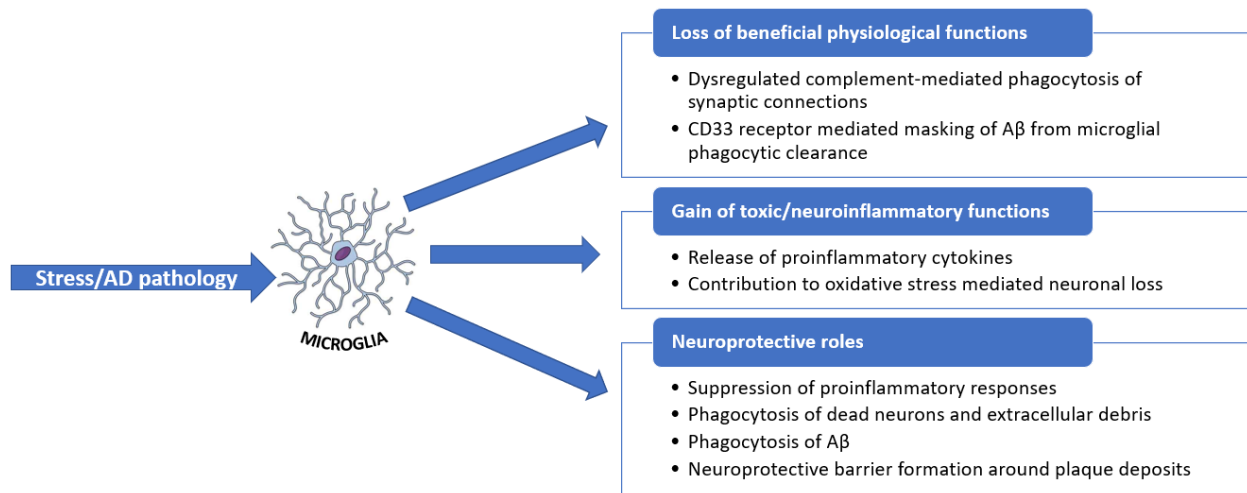 Stress/AD pathology
MICROGLIA
Loss of beneficial physiological functions
• Dysregulated complement-mediated phagocytosis of
synaptic connections
• CD33 receptor mediated masking of Aβ from microglial
phagocytic clearance
Gain of toxic/neuroinflammatory functions
• Release of proinflammatory cytokines
• Contribution to oxidative stress mediated neuronal loss
Neuroprotective roles
• Suppression of proinflammatory responses
• Phagocytosis of dead neurons and extracellular debris
• Phagocytosis of Aβ
• Neuroprotective barrier formation around plaque deposits